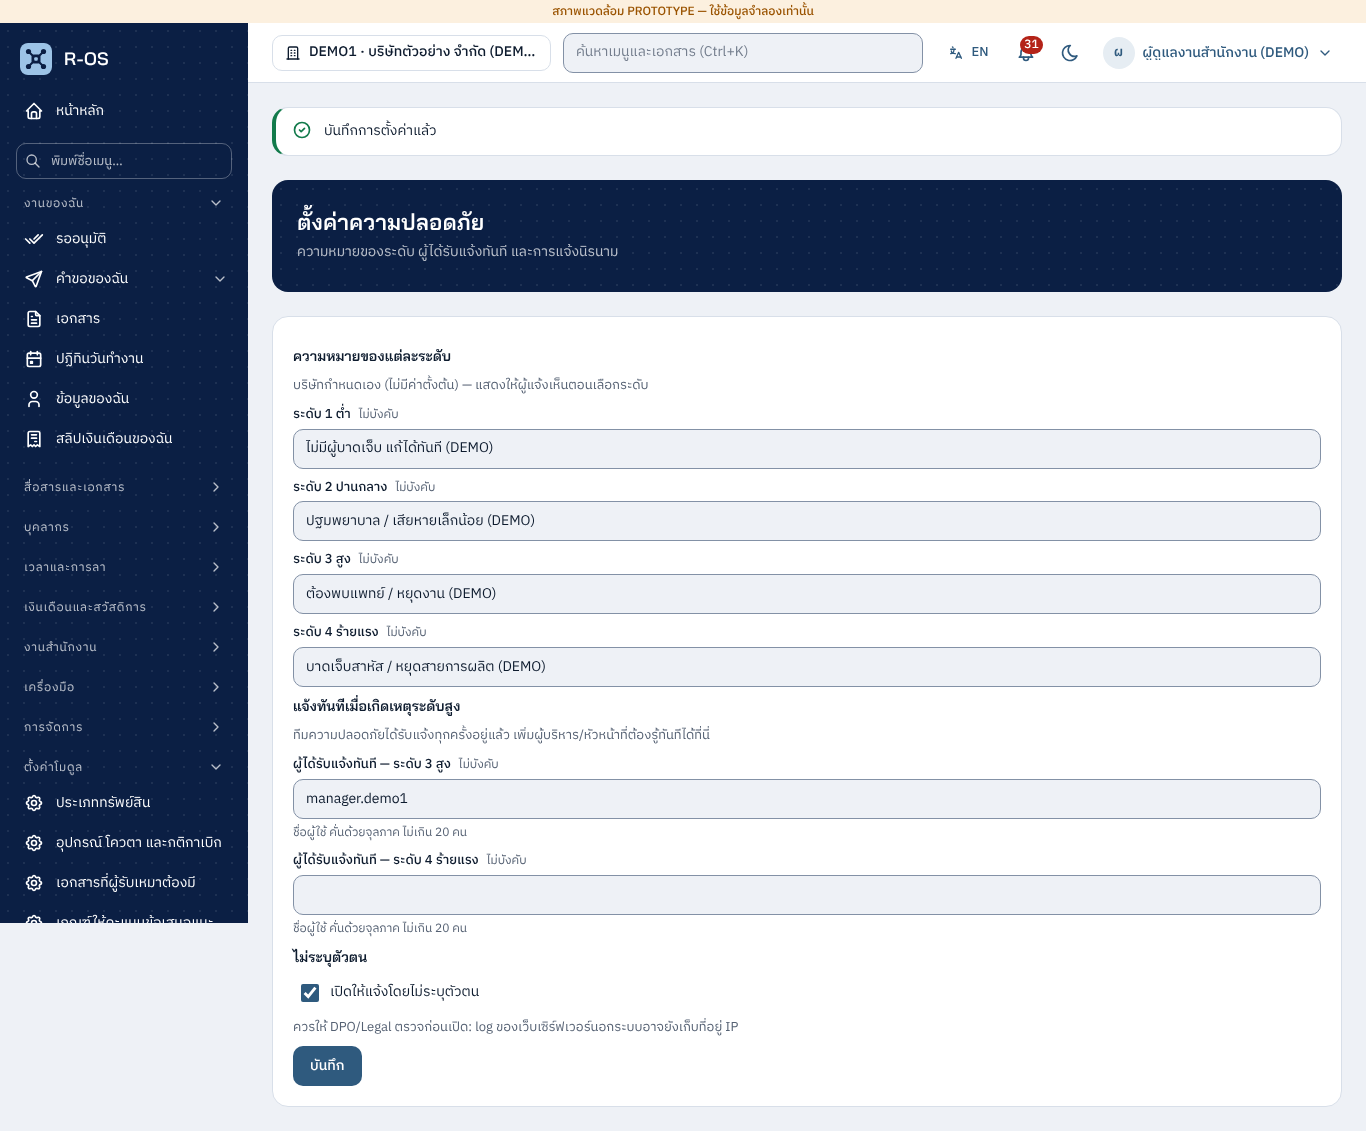 สภาพแวดล้อม PROTOTYPE — ใช้ข้อมูลจำลองเท่านั้น
R-OS
DEMO1 · บริษัทตัวอย่าง จำกัด (DEM...
ค้นหาเมนูและเอกสาร (Ctrl+K)
EN
31
ผ
ผู้ดูแลงานสำนักงาน (DEMO)
หน้าหลัก
พิมพ์ชื่อเมนู...
งานของฉัน
รออนุมัติ
คำขอของฉัน
เอกสาร
ปฏิทินวันทำงาน
ข้อมูลของฉัน
สลิปเงินเดือนของฉัน
สื่อสารและเอกสาร
บุคลากร
เวลาและการลา
เงินเดือนและสวัสดิการ
งานสำนักงาน
เครื่องมือ
การจัดการ
ตั้งค่าโมดูล
ประเภททรัพย์สิน
อุปกรณ์ โควตา และกติกาเบิก
เอกสารที่ผู้รับเหมาต้องมี
เกณฑ์ให้คะแนนข้อเสนอแนะ
บันทึกการตั้งค่าแล้ว
ตั้งค่าความปลอดภัย
ความหมายของระดับ ผู้ได้รับแจ้งทันที และการแจ้งนิรนาม
ความหมายของแต่ละระดับ
บริษัทกำหนดเอง (ไม่มีค่าตั้งต้น) — แสดงให้ผู้แจ้งเห็นตอนเลือกระดับ
ระดับ 1 ต่ำ ไม่บังคับ
ไม่มีผู้บาดเจ็บ แก้ได้ทันที (DEMO)
ระดับ 2 ปานกลาง ไม่บังคับ
ปฐมพยาบาล / เสียหายเล็กน้อย (DEMO)
ระดับ 3 สูง ไม่บังคับ
ต้องพบแพทย์ / หยุดงาน (DEMO)
ระดับ 4 ร้ายแรง ไม่บังคับ
บาดเจ็บสาหัส / หยุดสายการผลิต (DEMO)
แจ้งทันทีเมื่อเกิดเหตุระดับสูง
ทีมความปลอดภัยได้รับแจ้งทุกครั้งอยู่แล้ว เพิ่มผู้บริหาร/หัวหน้าที่ต้องรู้ทันทีได้ที่นี่
ผู้ได้รับแจ้งทันที — ระดับ 3 สูง ไม่บังคับ
manager.demo1
ชื่อผู้ใช้ คั่นด้วยจุลภาค ไม่เกิน 20 คน
ผู้ได้รับแจ้งทันที — ระดับ 4 ร้ายแรง ไม่บังคับ
ชื่อผู้ใช้ คั่นด้วยจุลภาค ไม่เกิน 20 คน
ไม่ระบุตัวตน
เปิดให้แจ้งโดยไม่ระบุตัวตน
ควรให้ DPO/Legal ตรวจก่อนเปิด: log ของเว็บเซิร์ฟเวอร์นอกระบบอาจยังเก็บที่อยู่ IP
บันทึก